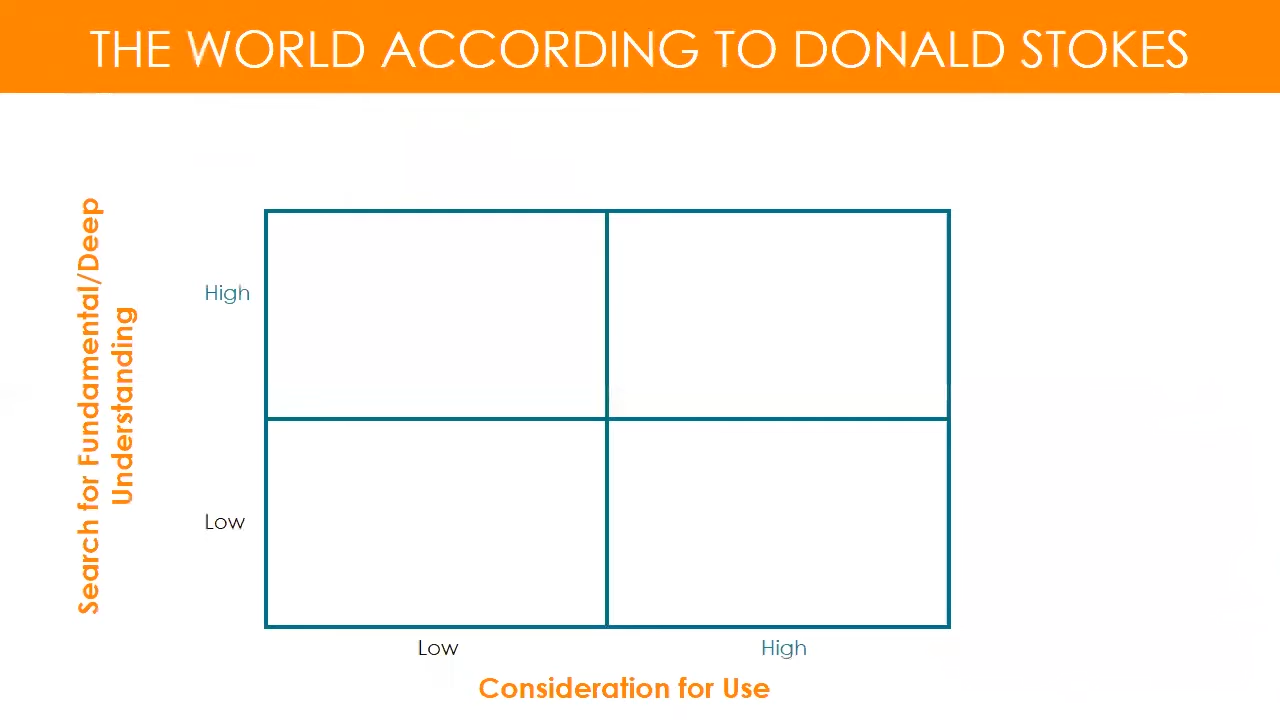 THE WORLD ACCORDING TO DONALD STOKES
Search for Fundamental/Deep
Understanding
High
Low
Low
High
Consideration for Use